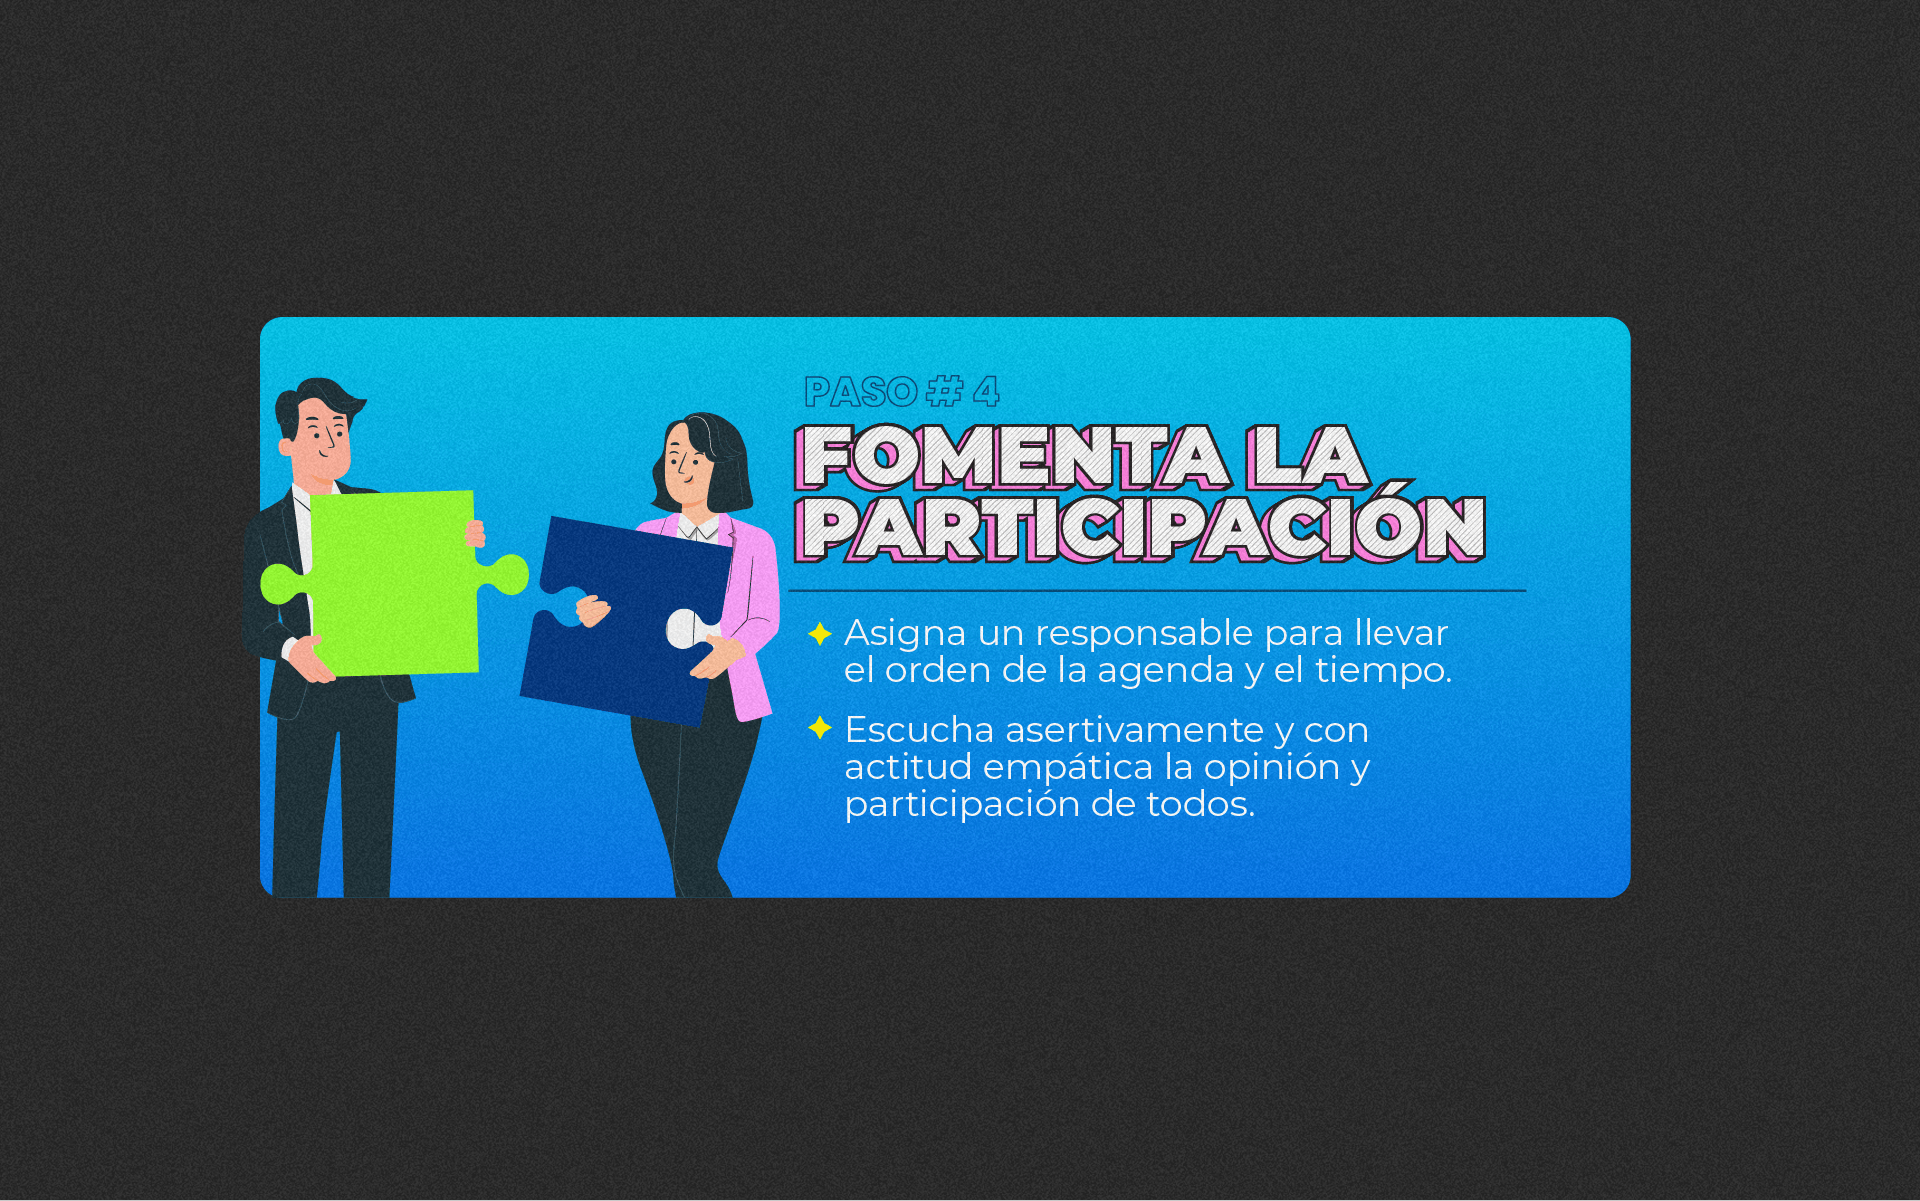 PASO # 4
FOMENTA LA
PARTICIPACIÓN
Asigna un responsable para llevar
el orden de la agenda y el tiempo.
Escucha asertivamente y con
actitud empática la opinión y
participación de todos.